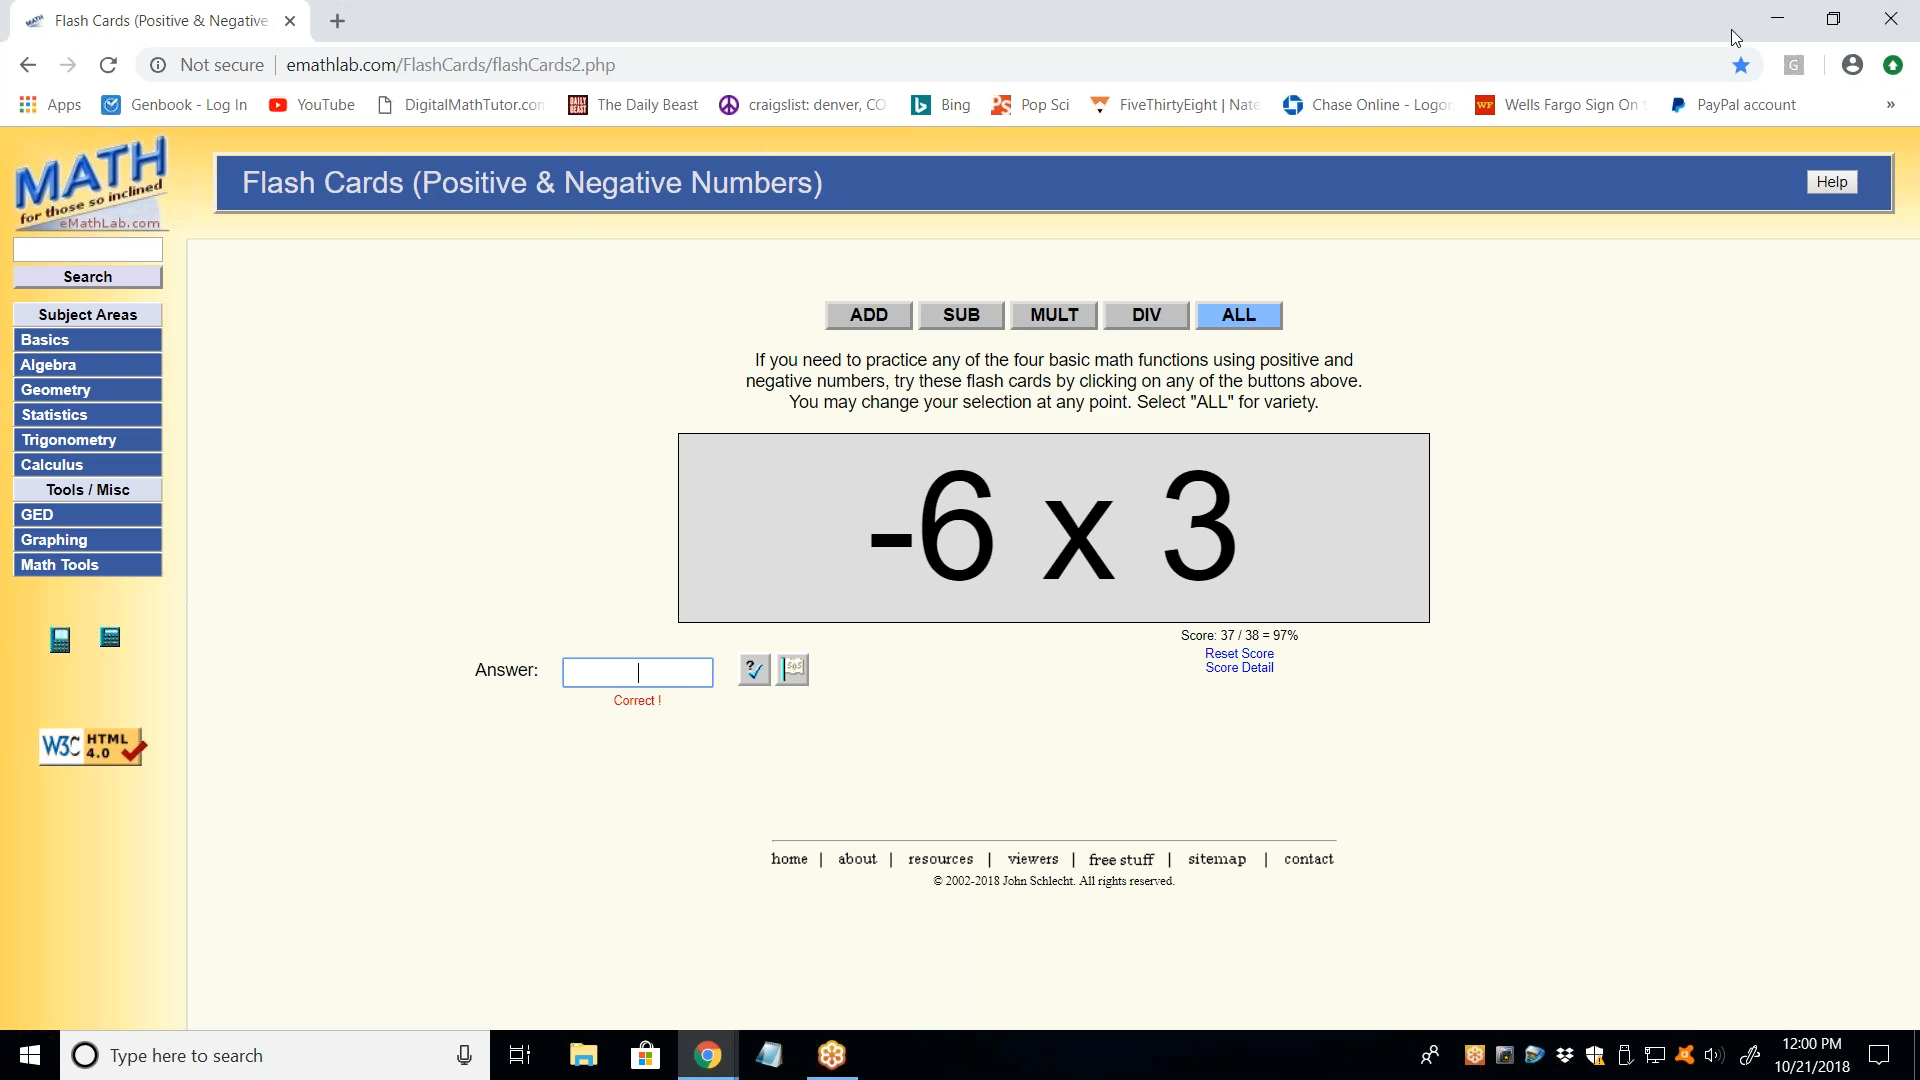 Flash Cards (Positive & Negative
Not secure
emathlab.com/FlashCards/flashCards2.php
G
Apps
Genbook - Log In
YouTube
DigitalMathTutor.con
DAILY BEAST
The Daily Beast
craigslist: denver, CO
Bing
PS
Pop Sci
FiveThirtyEight | Nate
Chase Online - Logo
WF
Wells Fargo Sign On
PayPal account
»
MATH
for those so inclined
eMathLab.com
Flash Cards (Positive & Negative Numbers)
Help
Search
Subject Areas
Basics
Algebra
Geometry
Statistics
Trigonometry
Calculus
Tools / Misc
GED
Graphing
Math Tools
W3C HTML 4.0
ADD SUB MULT DIV ALL
If you need to practice any of the four basic math functions using positive and
negative numbers, try these flash cards by clicking on any of the buttons above.
You may change your selection at any point. Select "ALL" for variety.
-6 x 3
Score: 37 / 38 = 97%
Reset Score
Score Detail
Answer:
Correct !
home | about | resources | viewers | free stuff | sitemap | contact
© 2002-2018 John Schlecht. All rights reserved.
Type here to search
12:00 PM
10/21/2018